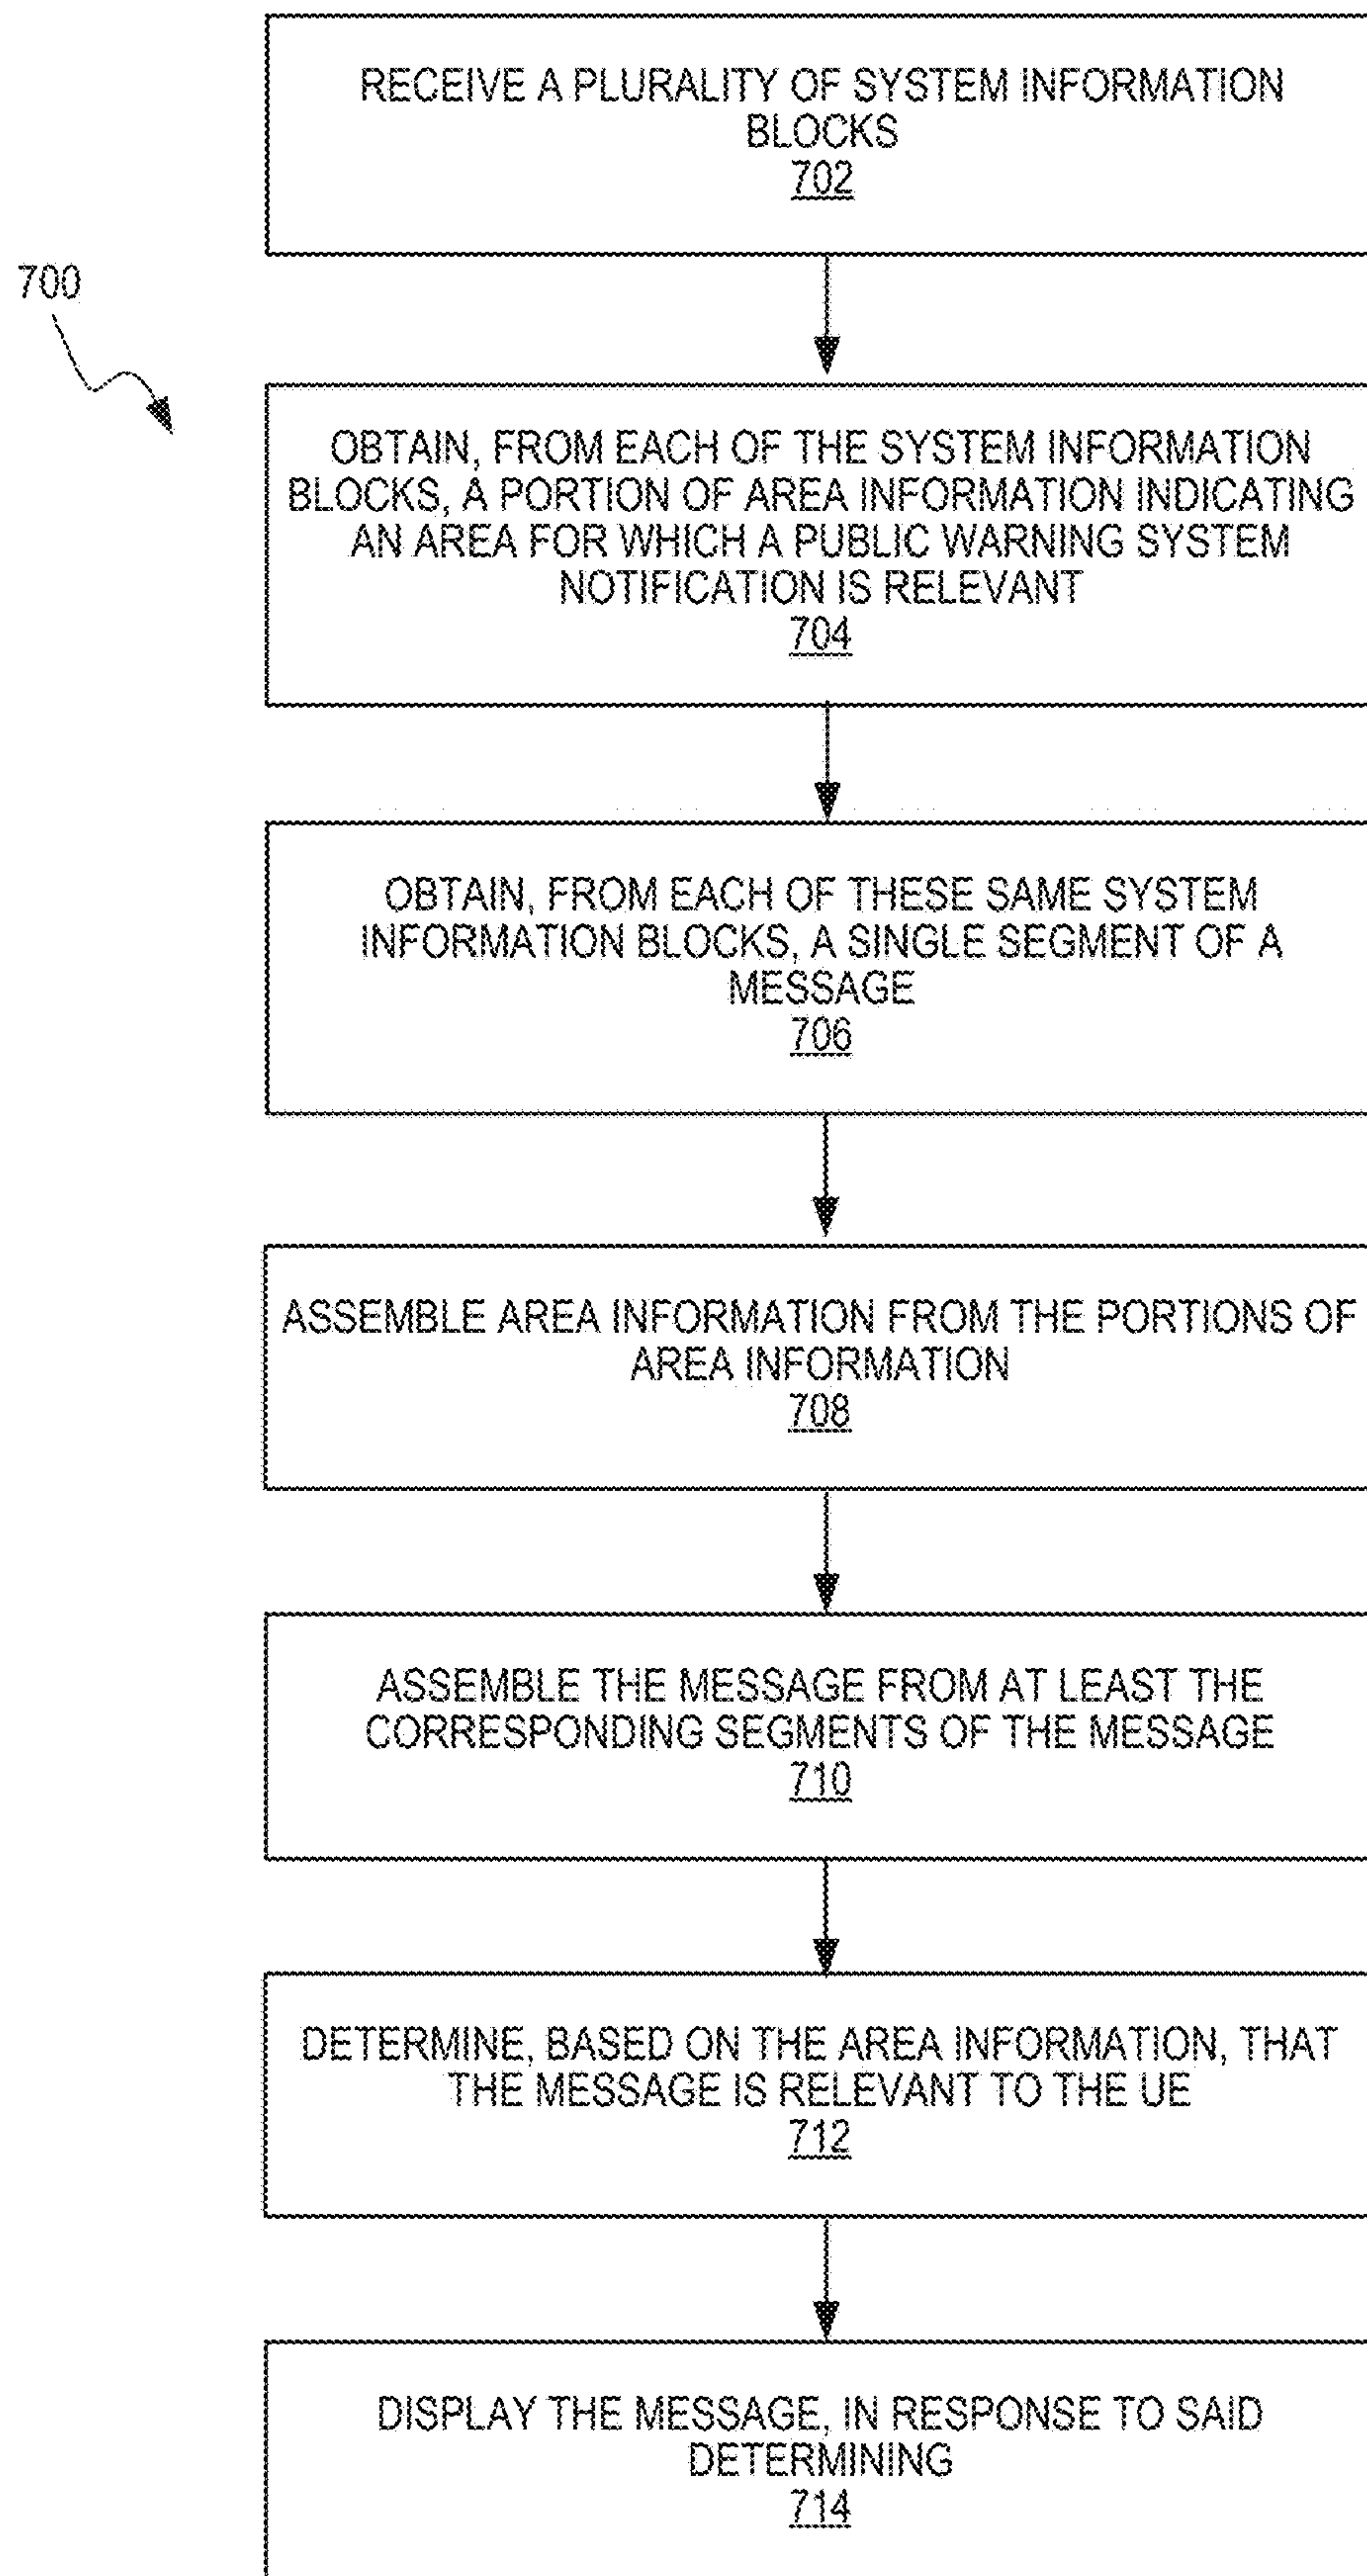 RECEIVE A PLURALITY OF SYSTEM INFORMATION
BLOCKS
702
700
OBTAIN, FROM EACH OF THE SYSTEM INFORMATION
BLOCKS, A PORTION OF AREA INFORMATION INDICATING
AN AREA FOR WHICH A PUBLIC WARNING SYSTEM
NOTIFICATION IS RELEVANT
704
OBTAIN, FROM EACH OF THESE SAME SYSTEM
INFORMATION BLOCKS, A SINGLE SEGMENT OF A
MESSAGE
706
ASSEMBLE AREA INFORMATION FROM THE PORTIONS OF
AREA INFORMATION
708
ASSEMBLE THE MESSAGE FROM AT LEAST THE
CORRESPONDING SEGMENTS OF THE MESSAGE
710
DETERMINE, BASED ON THE AREA INFORMATION, THAT
THE MESSAGE IS RELEVANT TO THE UE
712
DISPLAY THE MESSAGE, IN RESPONSE TO SAID
DETERMINING
714